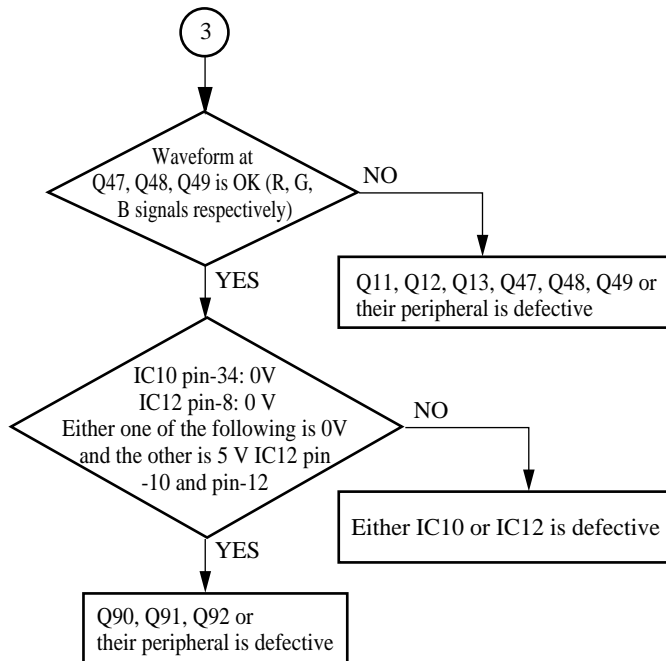 3
Waveform at
Q47, Q48, Q49 is OK (R, G,
B signals respectively)
NO
YES
Q11, Q12, Q13, Q47, Q48, Q49 or
their peripheral is defective
IC10 pin-34: 0V
IC12 pin-8: 0 V
Either one of the following is 0V
and the other is 5 V IC12 pin
-10 and pin-12
NO
YES
Either IC10 or IC12 is defective
Q90, Q91, Q92 or
their peripheral is defective